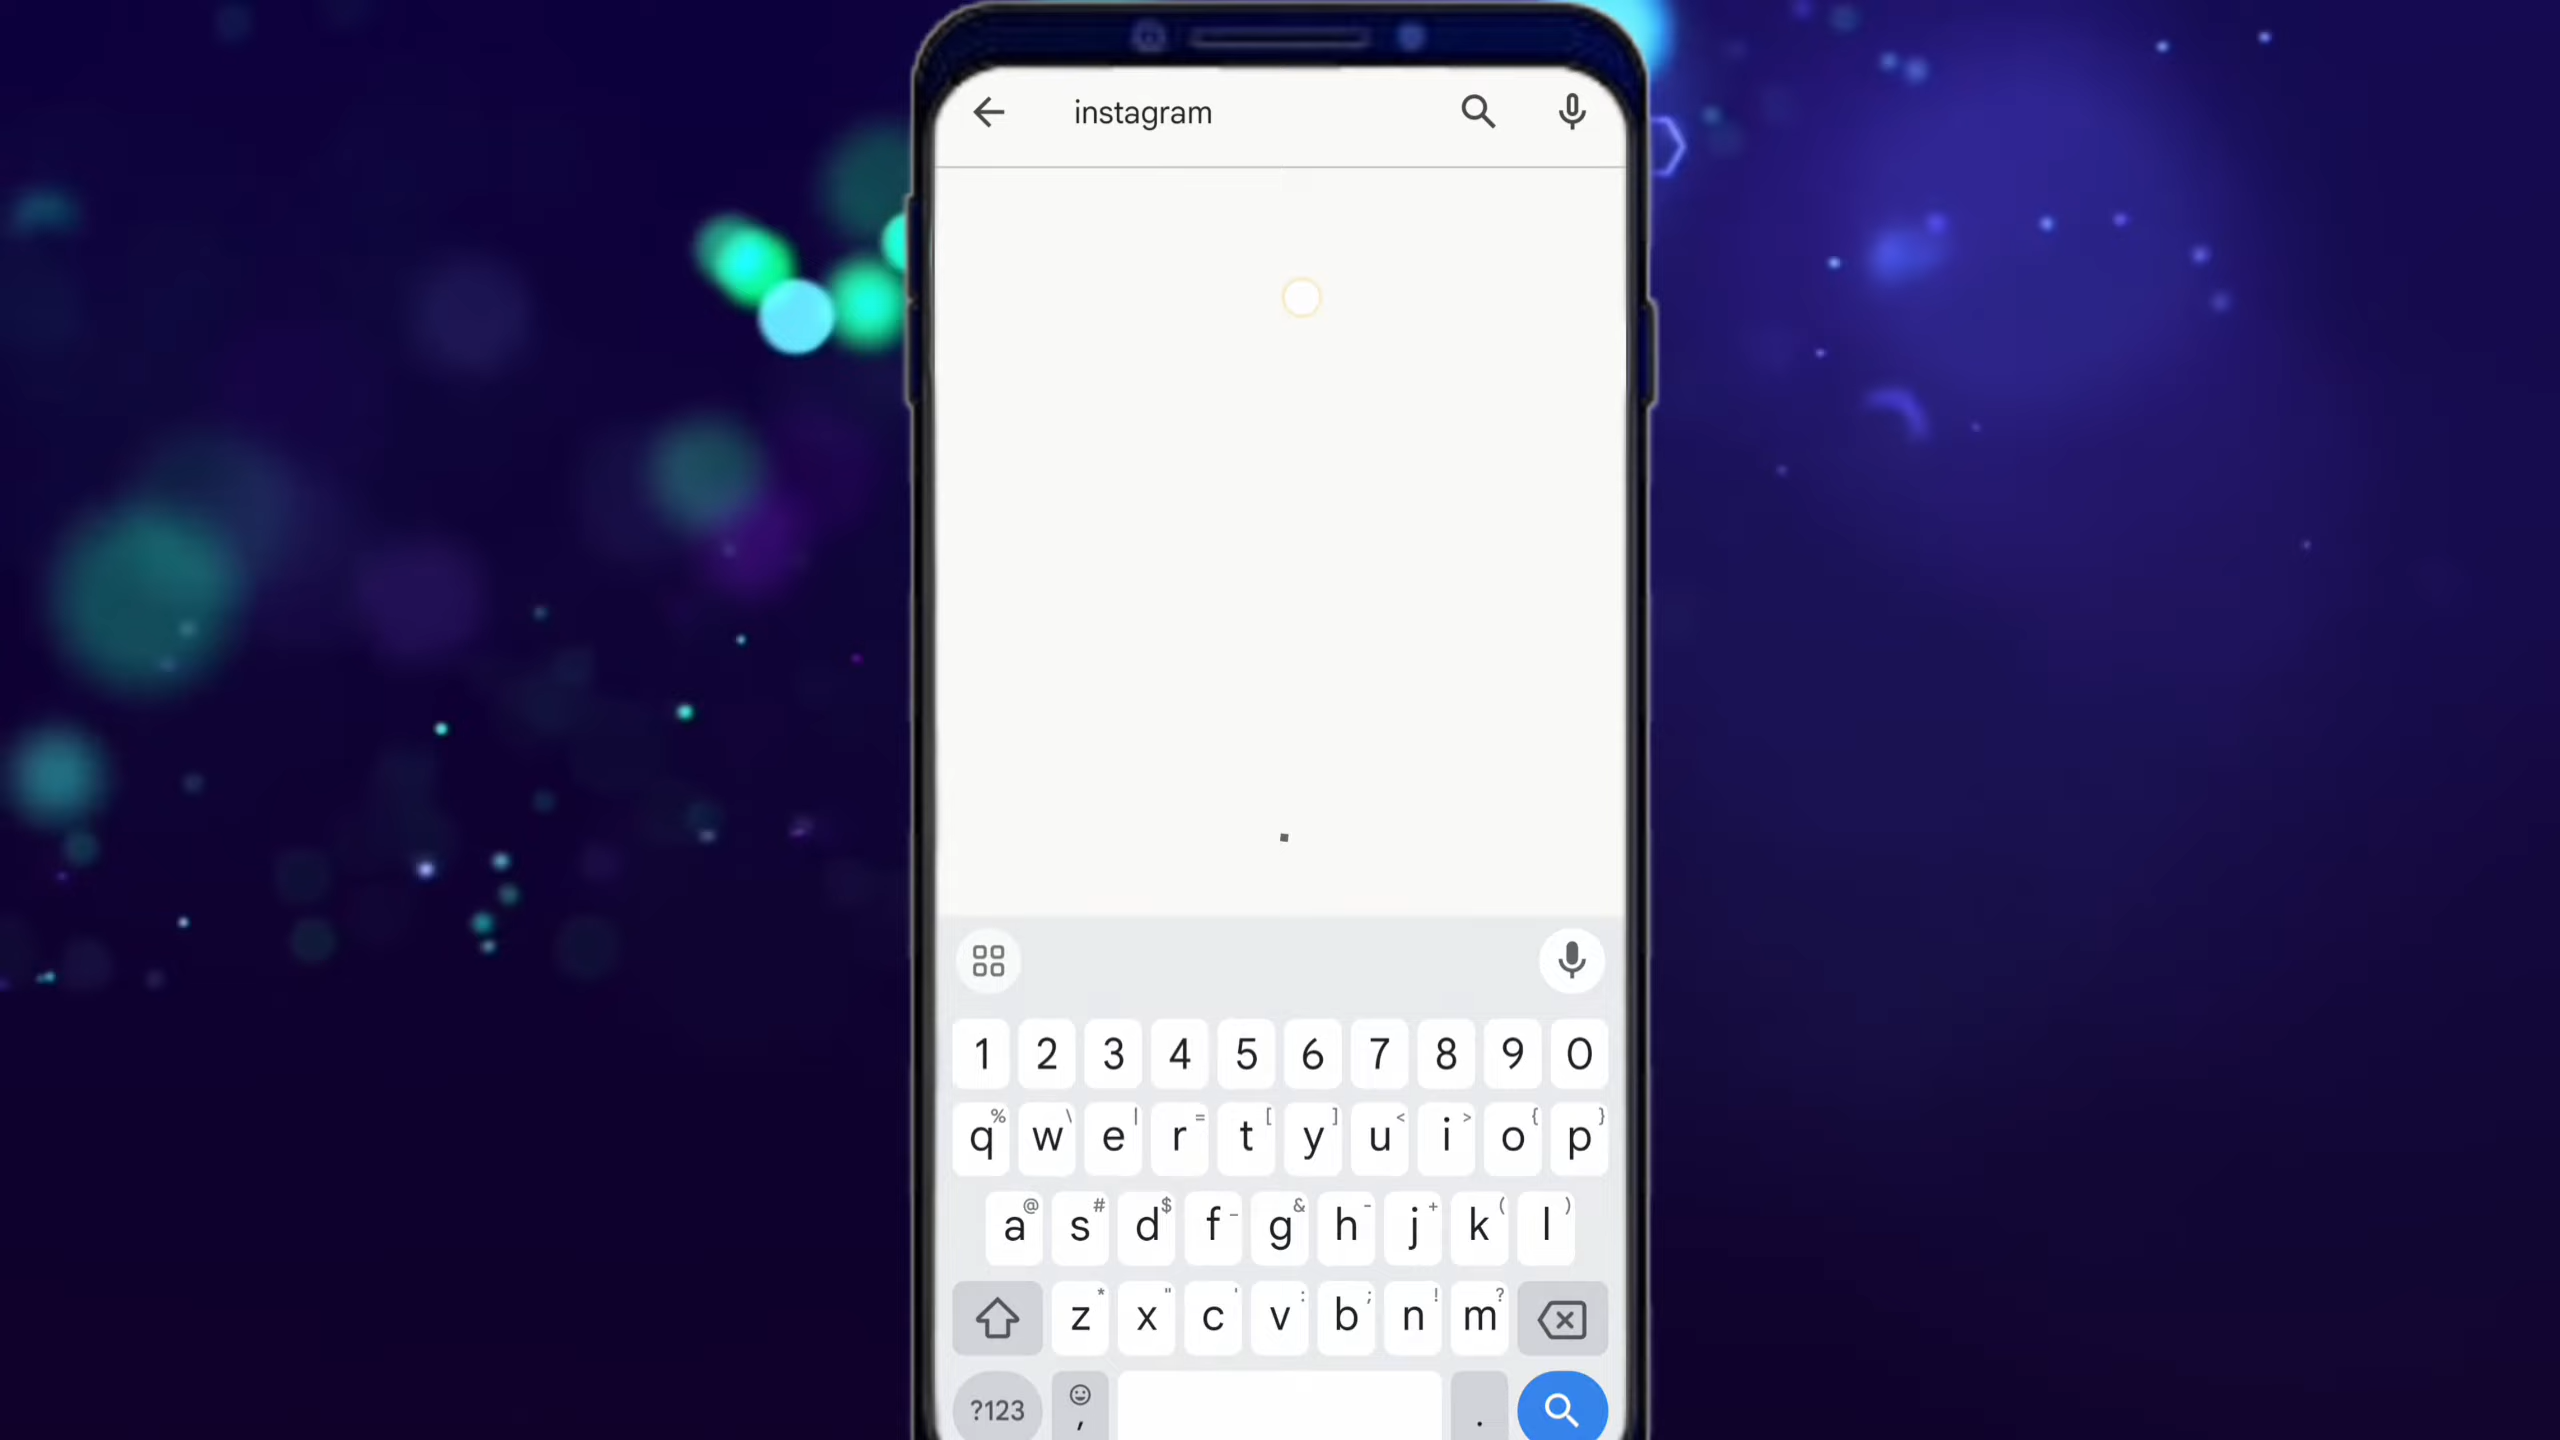 instagram
1 2 3 4 5 6 7 8 9 0
% \ | = [ ] < > { }
q w e r t y u i o p
@ # $ _ & - + ( )
a s d f g h j k l
* " ' : ; ! ?
z x c v b n m
?123 , .